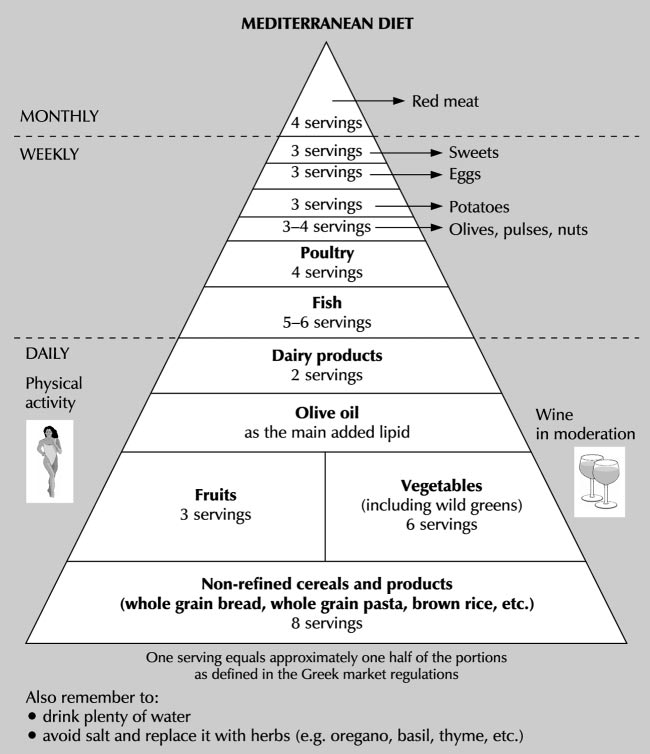 MEDITERRANEAN DIET
Red meat
MONTHLY
4 servings
WEEKLY
3 servings
Sweets
3 servings
Eggs
3 servings
Potatoes
3–4 servings
Olives, pulses, nuts
Poultry
4 servings
Fish
5–6 servings
DAILY
Dairy products
2 servings
Physical
activity
Olive oil
as the main added lipid
Wine
in moderation
Fruits
3 servings
Vegetables
(including wild greens)
6 servings
Non-refined cereals and products
(whole grain bread, whole grain pasta, brown rice, etc.)
8 servings
One serving equals approximately one half of the portions
as defined in the Greek market regulations
Also remember to:
• drink plenty of water
• avoid salt and replace it with herbs (e.g. oregano, basil, thyme, etc.)